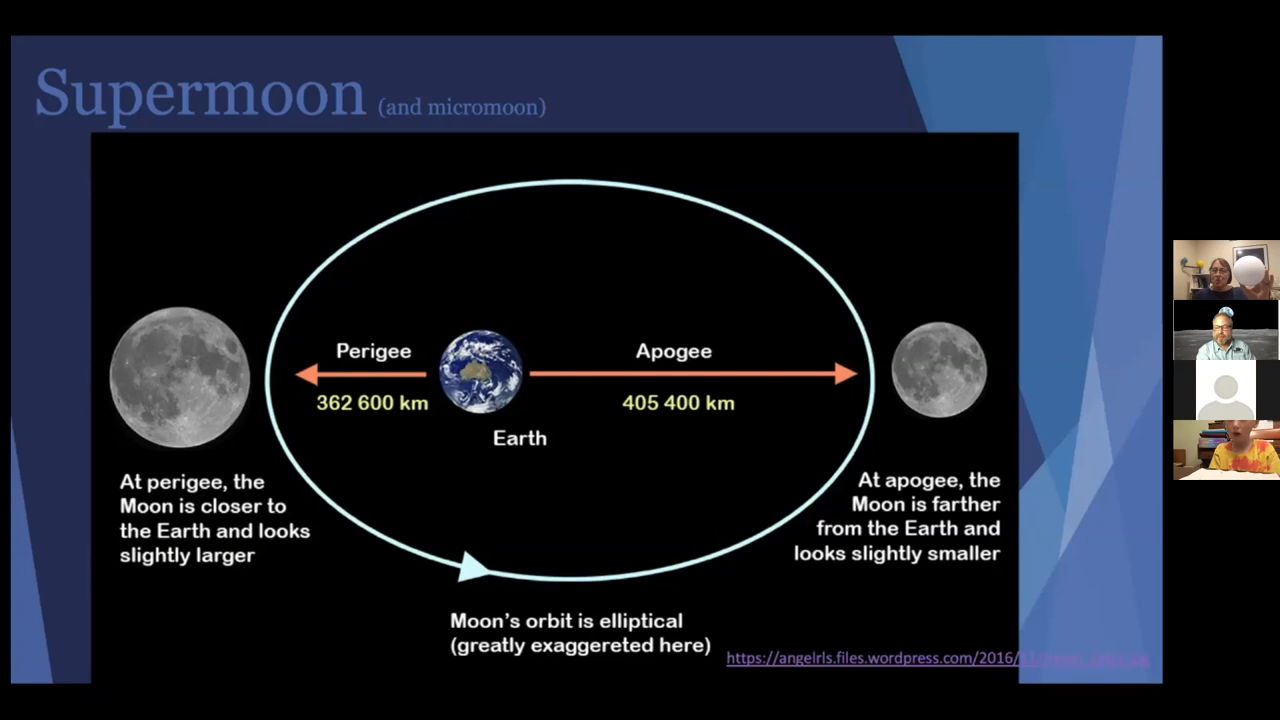 Supermoon (and micromoon)
Perigee
Apogee
362 600 km
405 400 km
Earth
At perigee, the
Moon is closer to
the Earth and looks
slightly larger
At apogee, the
Moon is farther
from the Earth and
looks slightly smaller
Moon’s orbit is elliptical
(greatly exaggereted here)
https://angelrls.files.wordpress.com/2016/